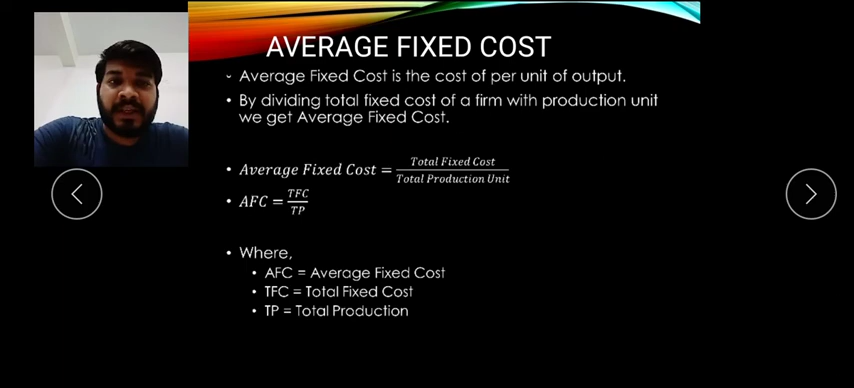 AVERAGE FIXED COST
Average Fixed Cost is the cost of per unit of output.
• By dividing total fixed cost of a firm with production unit
we get Average Fixed Cost.
• Average Fixed Cost = Total Fixed Cost / Total Production Unit
• AFC = TFC / TP
• Where,
• AFC = Average Fixed Cost
• TFC = Total Fixed Cost
• TP = Total Production